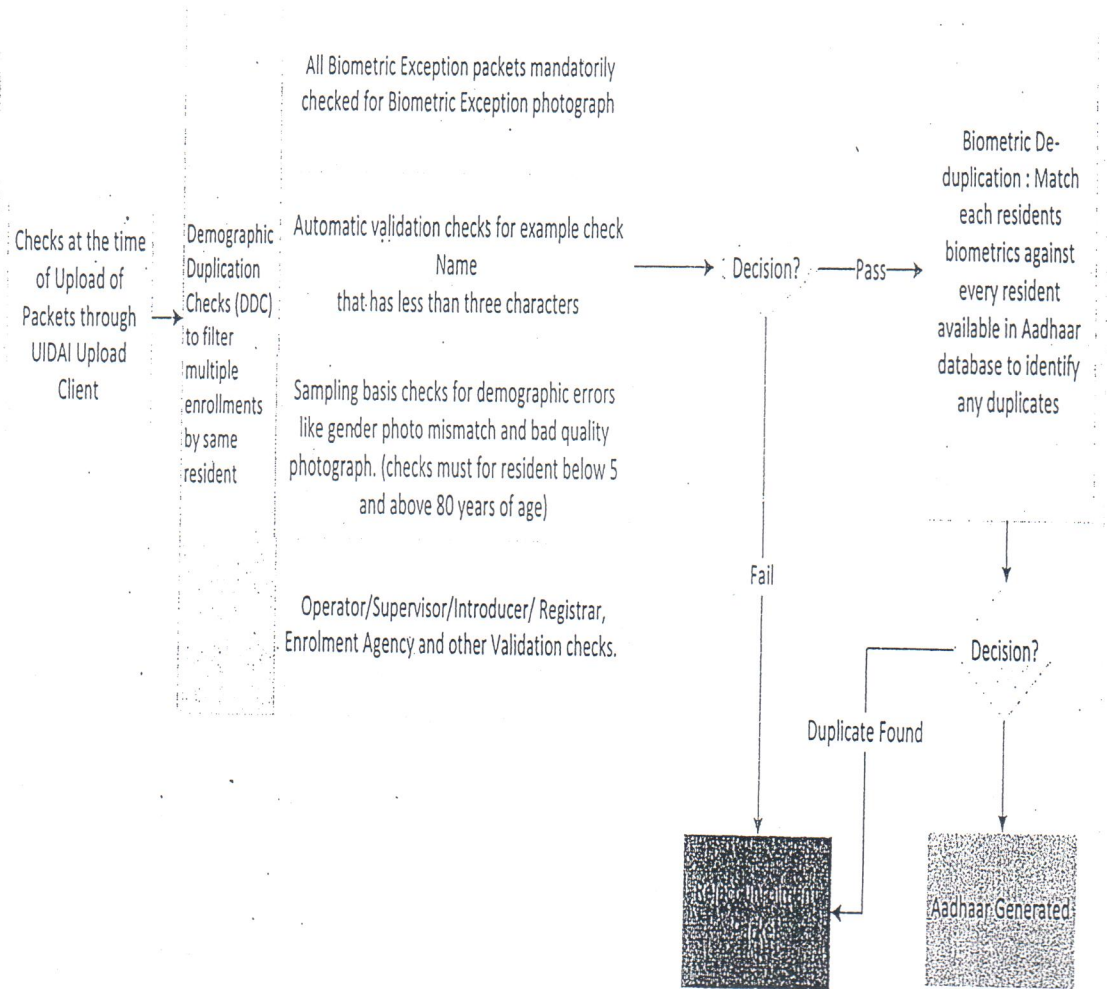 Checks at the time
of Upload of
Packets through
UIDAI Upload
Client
Demographic
Duplication
Checks (DDC)
to filter
multiple
enrollments
by same
resident
All Biometric Exception packets mandatorily
checked for Biometric Exception photograph
Automatic validation checks for example check
Name
that has less than three characters
Sampling basis checks for demographic errors
like gender photo mismatch and bad quality
photograph. (checks must for resident below 5
and above 80 years of age)
Operator/Supervisor/Introducer/ Registrar,
Enrolment Agency and other Validation checks.
Decision?
Pass
Biometric De-
duplication : Match
each residents
biometrics against
every resident
available in Aadhaar
database to identify
any duplicates
Fail
Decision?
Duplicate Found
Aadhaar Generated